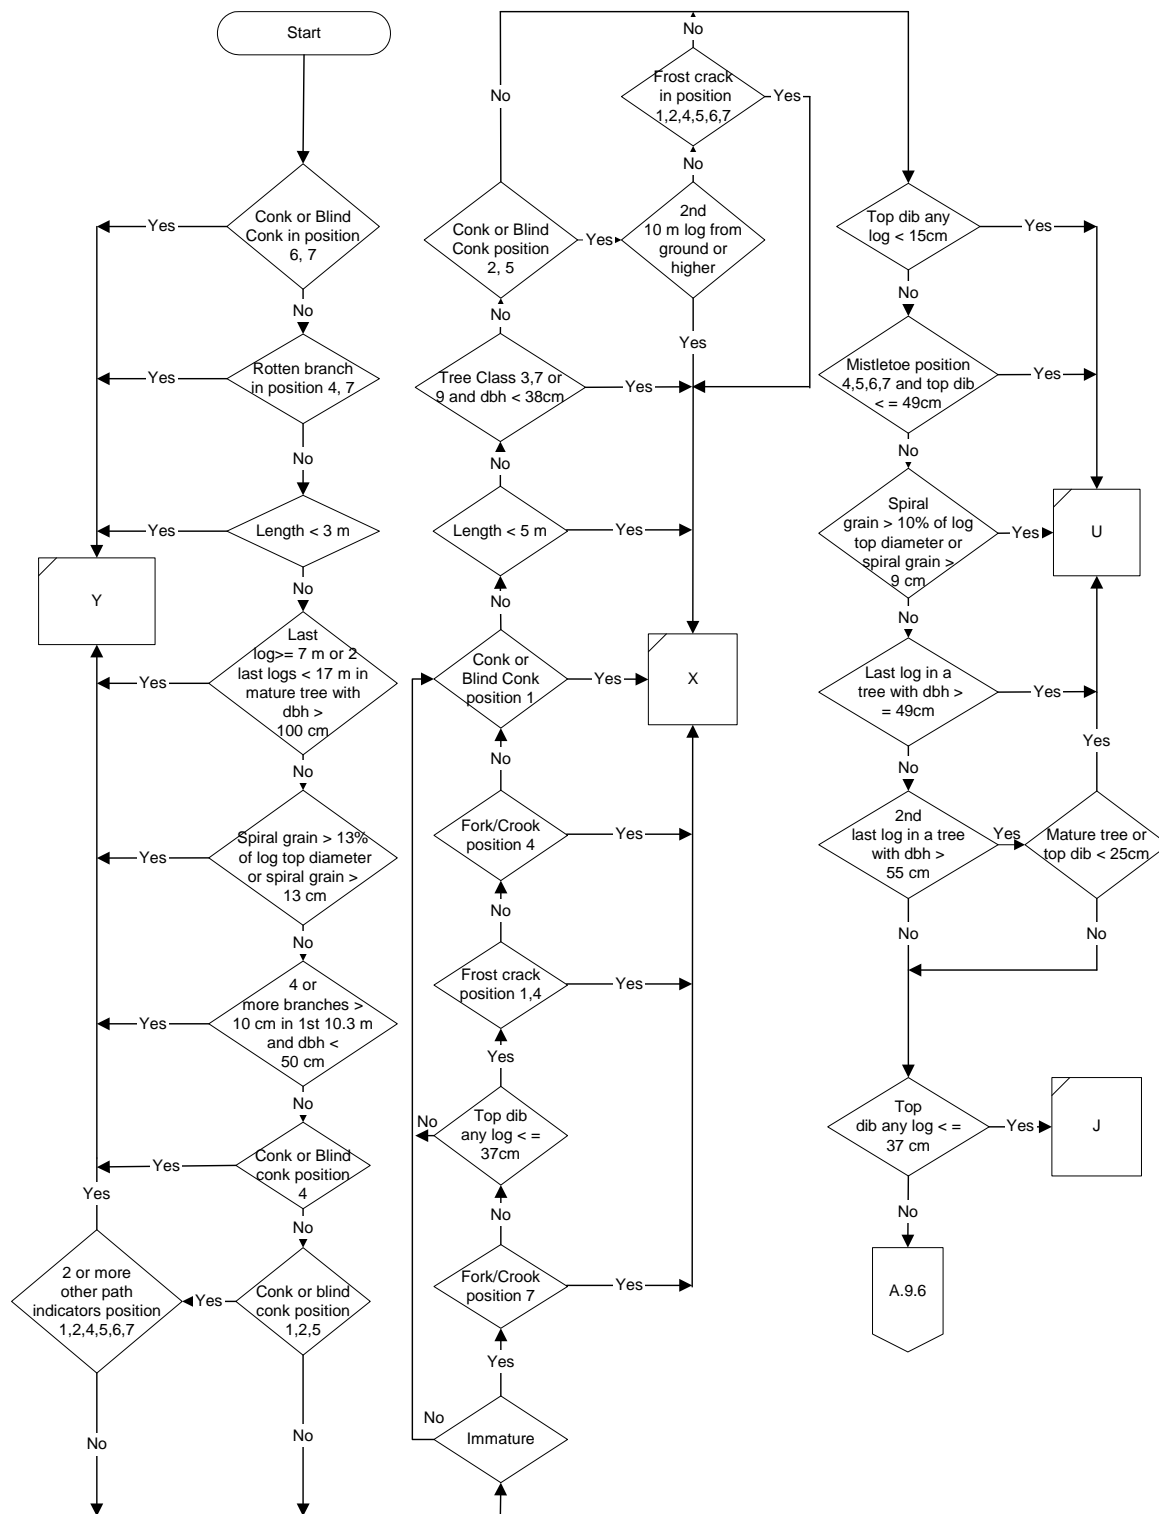 Start
Conk or Blind
Conk in position
6, 7
Yes
No
Rotten branch
in position 4, 7
Yes
No
Length < 3 m
Yes
No
Y
Last
log>= 7 m or 2
last logs < 17 m in
mature tree with
dbh >
100 cm
Yes
No
Spiral grain > 13%
of log top diameter
or spiral grain >
13 cm
Yes
No
4 or
more branches >
10 cm in 1st 10.3 m
and dbh <
50 cm
Yes
No
Conk or Blind
conk position
4
Yes
No
Conk or blind
conk position
1,2,5
Yes
No
2 or more
other path
indicators position
1,2,4,5,6,7
Yes
No
Immature
No
Yes
Fork/Crook
position 7
Yes
No
Top dib
any log < =
37cm
No
Yes
Frost crack
position 1,4
Yes
No
Fork/Crook
position 4
Yes
No
Conk or
Blind Conk
position 1
Yes
No
X
Length < 5 m
Yes
No
Tree Class 3,7 or
9 and dbh < 38cm
Yes
No
Conk or Blind
Conk position
2, 5
Yes
No
2nd
10 m log from
ground or
higher
Yes
No
Frost crack
in position
1,2,4,5,6,7
Yes
No
Top dib any
log < 15cm
Yes
No
Mistletoe position
4,5,6,7 and top dib
< = 49cm
Yes
No
Spiral
grain > 10% of log
top diameter or
spiral grain >
9 cm
Yes
No
U
Last log in a
tree with dbh >
= 49cm
Yes
No
2nd
last log in a tree
with dbh >
55 cm
Yes
No
Mature tree or
top dib < 25cm
Yes
No
Top
dib any log < =
37 cm
Yes
No
J
A.9.6